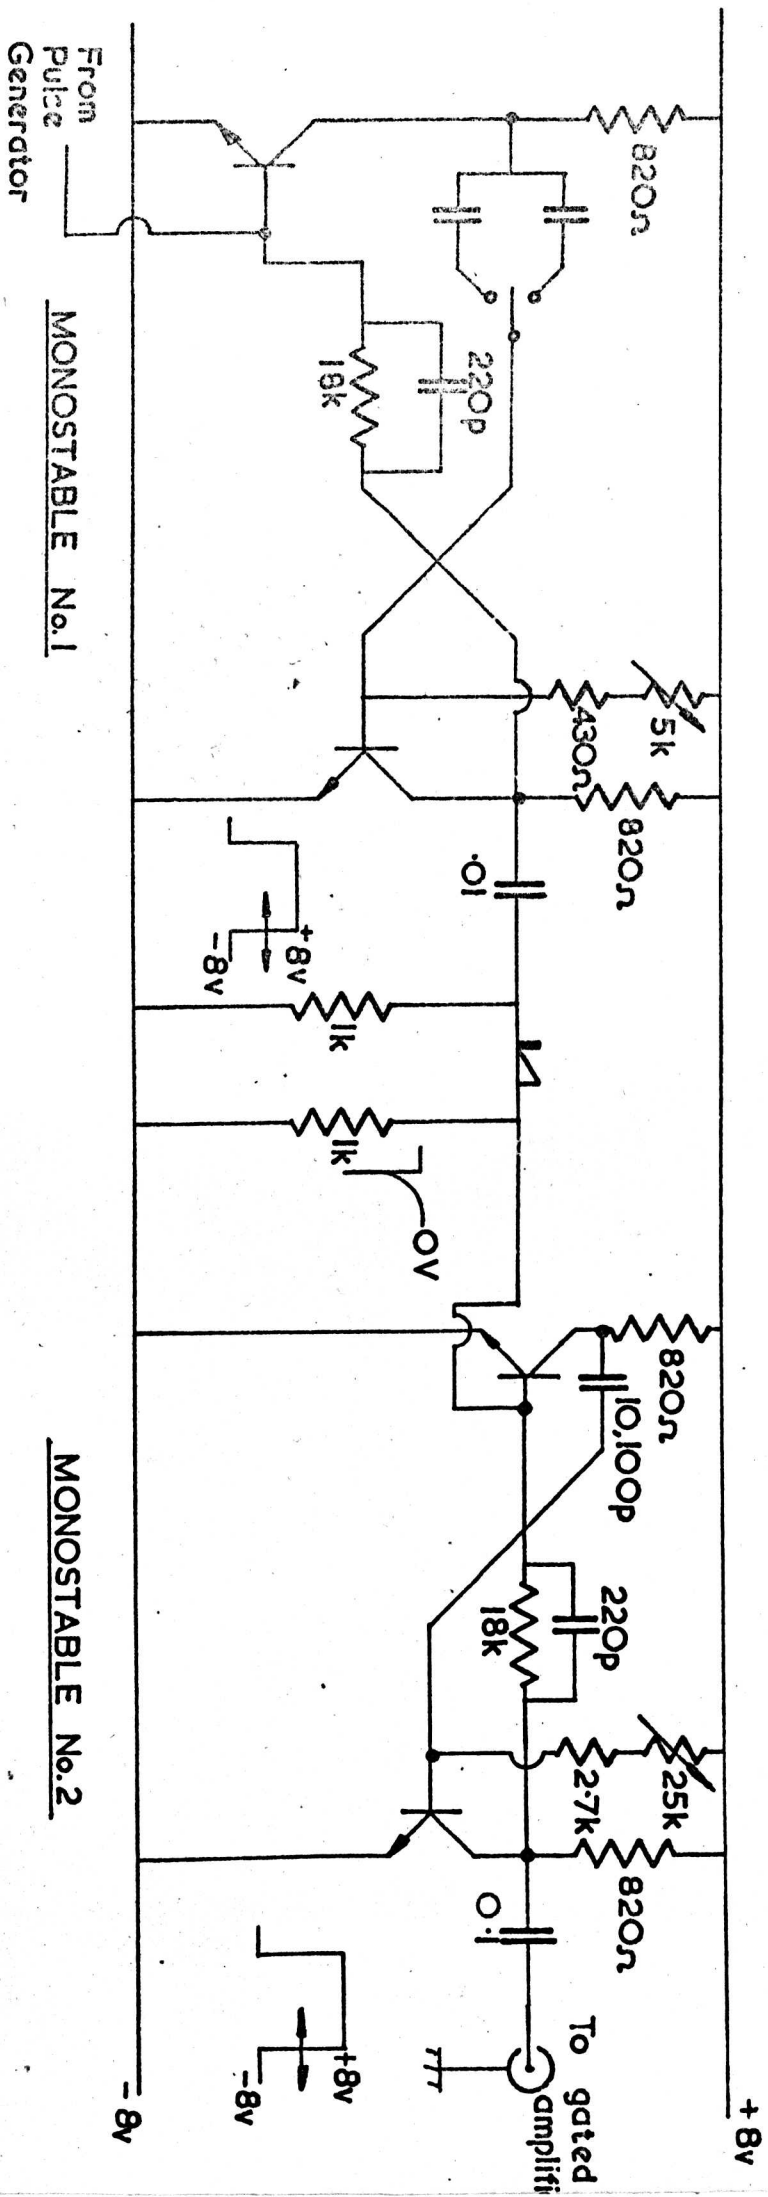 + 8v
820Ω
5k
430Ω
820Ω
820Ω
25k
2·7k
820Ω
220p
18k
·01
1k
1k
+8v
-8v
-0V
10,100p
220p
18k
0·1
To gated
amplifi
+8v
-8v
-8v
From
Pulse
Generator
MONOSTABLE No.1
MONOSTABLE No.2